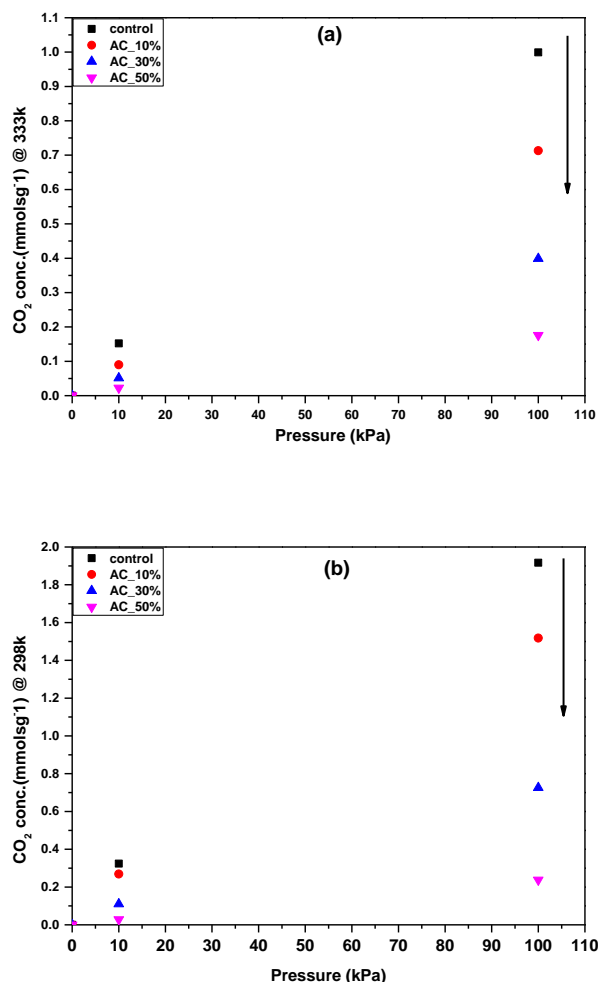 (a)
control
AC_10%
AC_30%
AC_50%
CO2 conc.(mmolsg-1) @ 333k
1.1
1.0
0.9
0.8
0.7
0.6
0.5
0.4
0.3
0.2
0.1
0.0
0 10 20 30 40 50 60 70 80 90 100 110
Pressure (kPa)
(b)
control
AC_10%
AC_30%
AC_50%
CO2 conc.(mmolsg-1) @ 298k
2.0
1.8
1.6
1.4
1.2
1.0
0.8
0.6
0.4
0.2
0.0
0 10 20 30 40 50 60 70 80 90 100 110
Pressure (kPa)